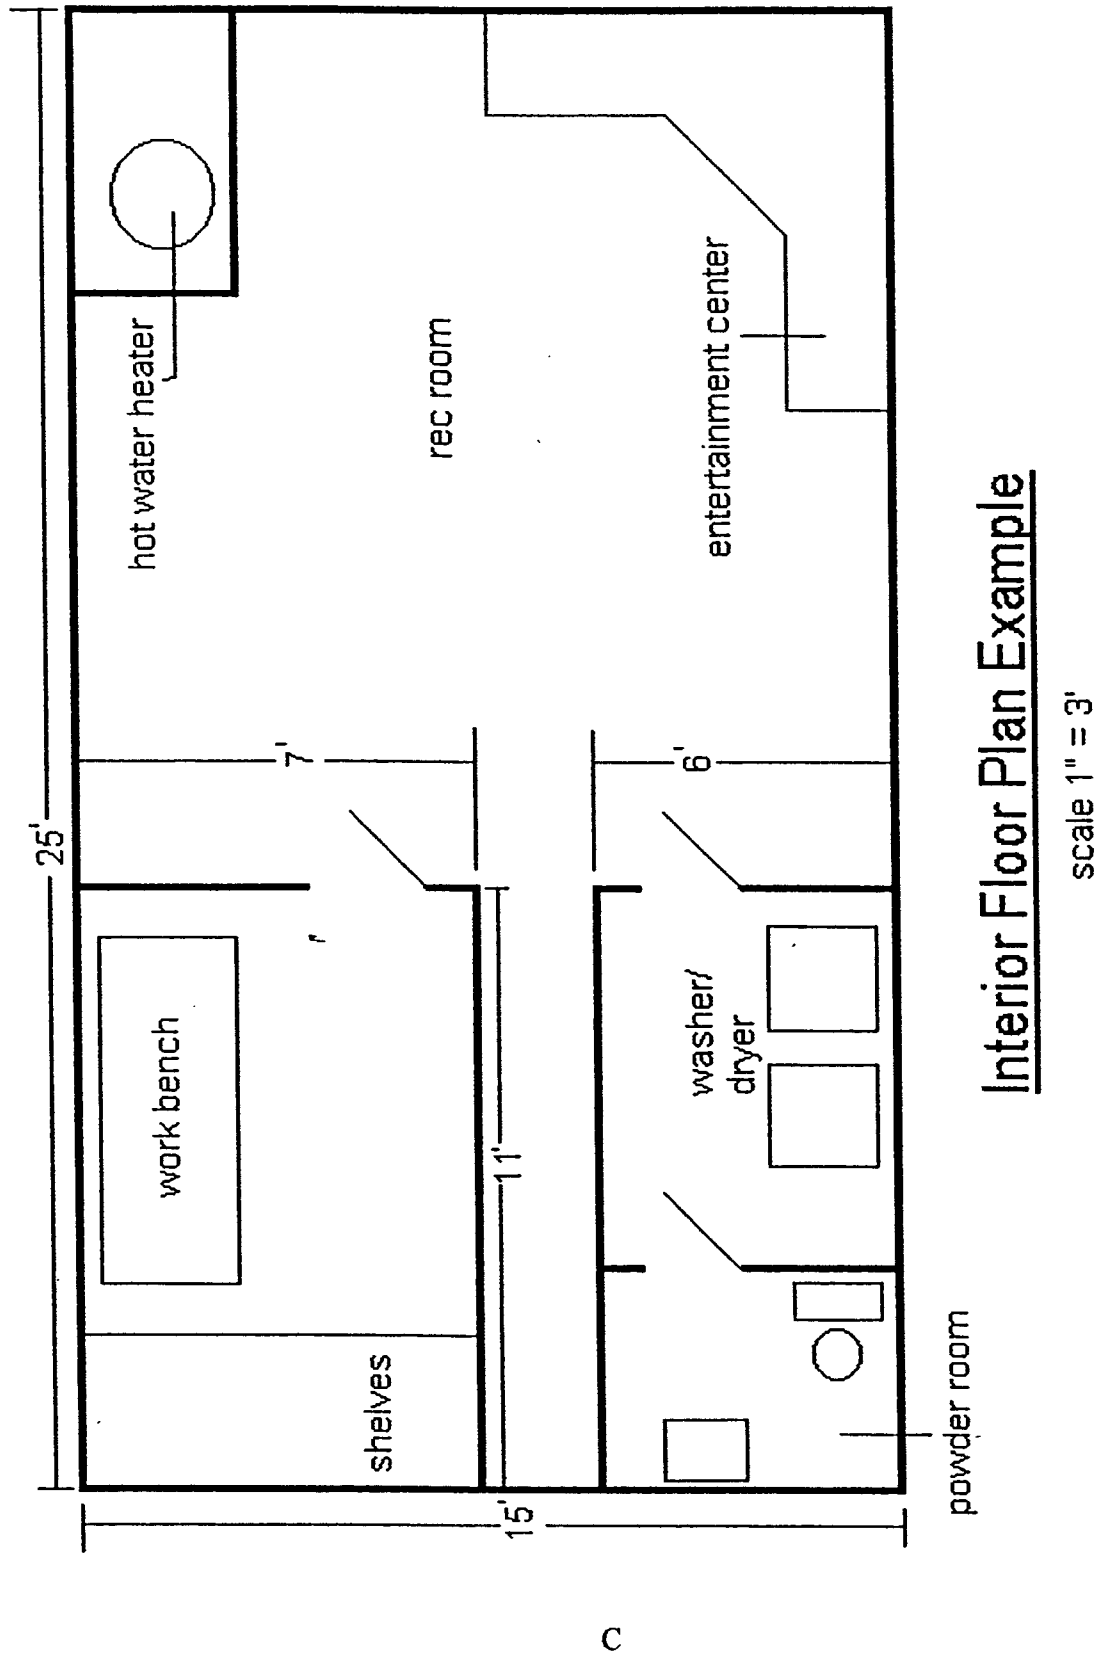 25'
hot water heater
rec room
entertainment center
7'
6'
work bench
11'
washer/
dryer
shelves
15'
powder room
Interior Floor Plan Example
scale 1" = 3'
C